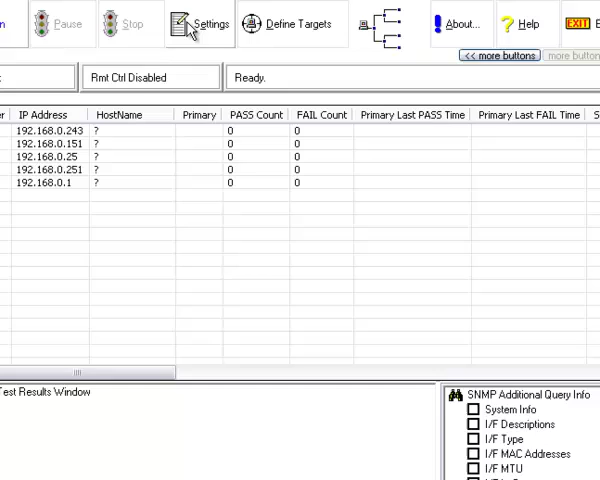 n Pause Stop Settings Define Targets About... Help EXIT E
<< more buttons more button
: Rmt Ctrl Disabled Ready.
er IP Address HostName Primary PASS Count FAIL Count Primary Last PASS Time Primary Last FAIL Time S
192.168.0.243 ? 0 0
192.168.0.151 ? 0 0
192.168.0.25 ? 0 0
192.168.0.251 ? 0 0
192.168.0.1 ? 0 0
Test Results Window
SNMP Additional Query Info
System Info
I/F Descriptions
I/F Type
I/F MAC Addresses
I/F MTU